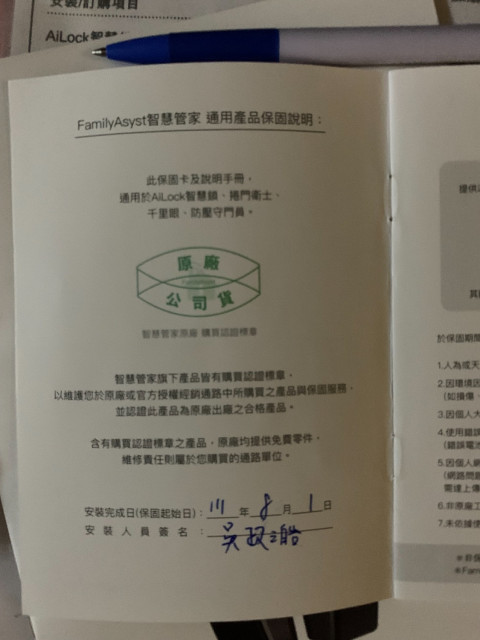 安裝/訂購項目
AiLock智慧
FamilyAsyst智慧管家 通用產品保固說明：
此保固卡及說明手冊，
通用於AiLock智慧鎖、捲門衛士、
千里眼、防壓守門員。
原廠
公司貨
智慧管家原廠 購買認證標章
智慧管家旗下產品皆有購買認證標章，
以維護您於原廠或官方授權經銷通路中所購買之產品與保固服務，
並認證此產品為原廠出廠之合格產品。
含有購買認證標章之產品，原廠均提供免費零件，
維修責任則屬於您購買的通路單位。
安裝完成日(保固起始日)：111年8月1日
安裝人員簽名：吳
提供
其
於保固期間
1.人為或天
2.因環境因
(如損傷、
3.因個人
4.使用錯誤
(錯誤電
5.因個人
(網路問題
需連上傳
6.非原廠工
7.未依據使
＊非保
＊Fam